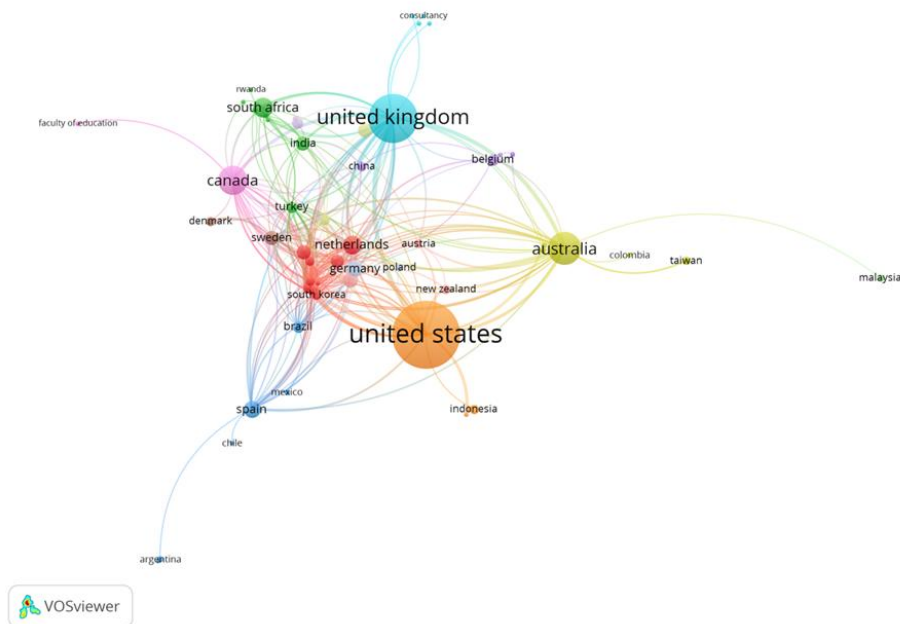 consultancy
rwanda
south africa
united kingdom
faculty of education
india
china
belgium
canada
turkey
denmark
sweden
netherlands
austria
australia
colombia
taiwan
germany
poland
malaysia
south korea
new zealand
brazil
united states
mexico
spain
indonesia
chile
argentina
VOSviewer